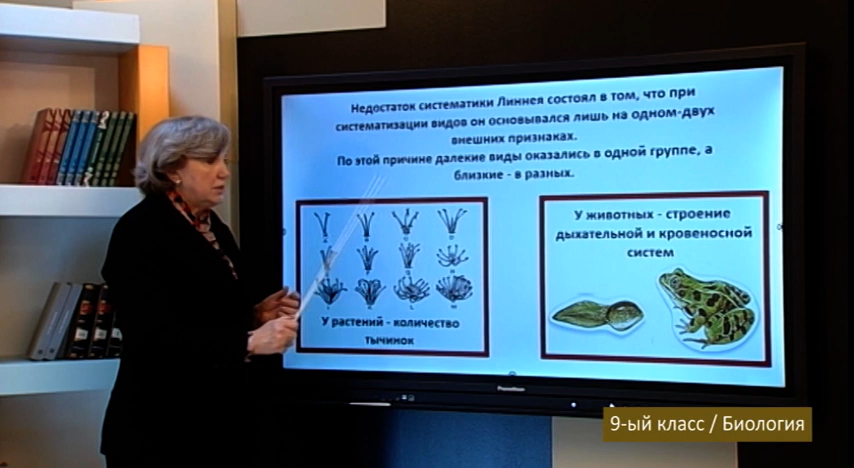 Недостаток систематики Линнея состоял в том, что при
систематизации видов он основывался лишь на одном-двух
внешних признаках.
По этой причине далекие виды оказались в одной группе, а
близкие - в разных.
У растений - количество
тычинок
У животных - строение
дыхательной и кровеносной
систем
9-ый класс / Биология